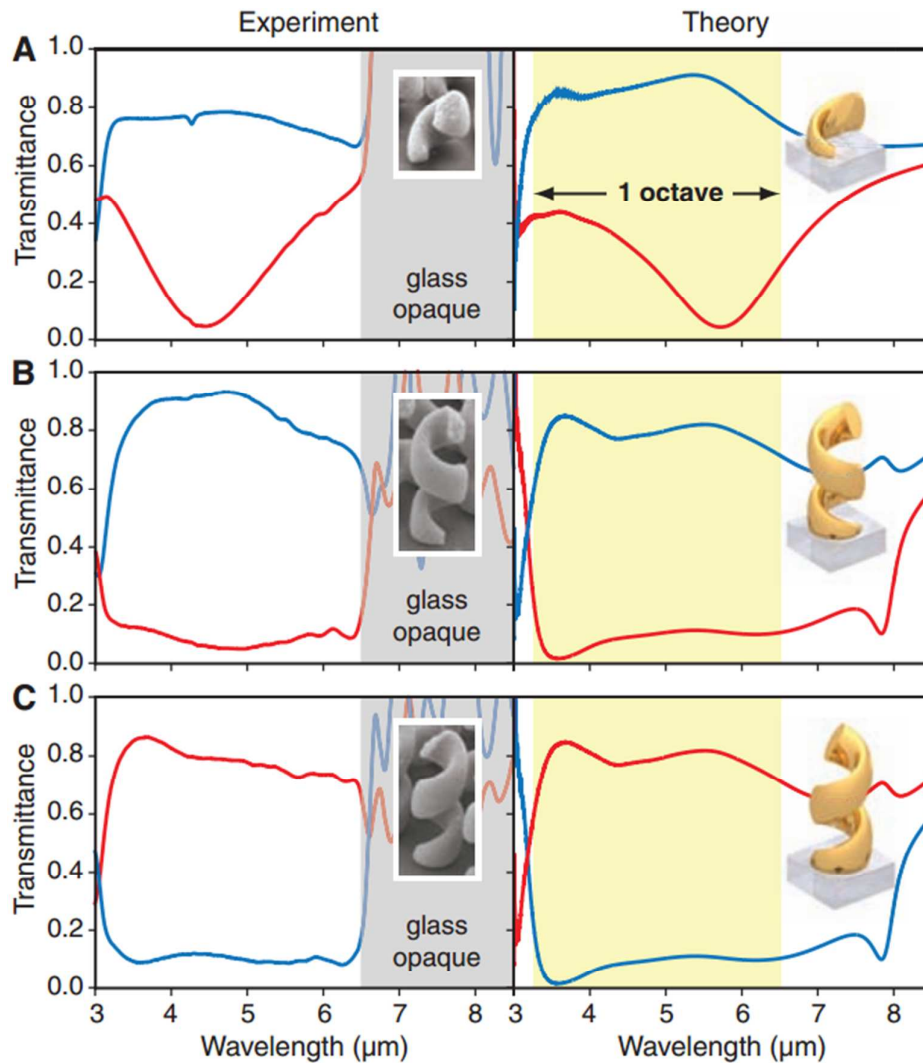 Experiment Theory
A
Transmittance
1.0
0.8
0.6
0.4
0.2
0.0
glass
opaque
1 octave
B
Transmittance
1.0
0.8
0.6
0.4
0.2
0.0
glass
opaque
C
Transmittance
1.0
0.8
0.6
0.4
0.2
0.0
glass
opaque
3 4 5 6 7 8 3 4 5 6 7 8
Wavelength (µm) Wavelength (µm)